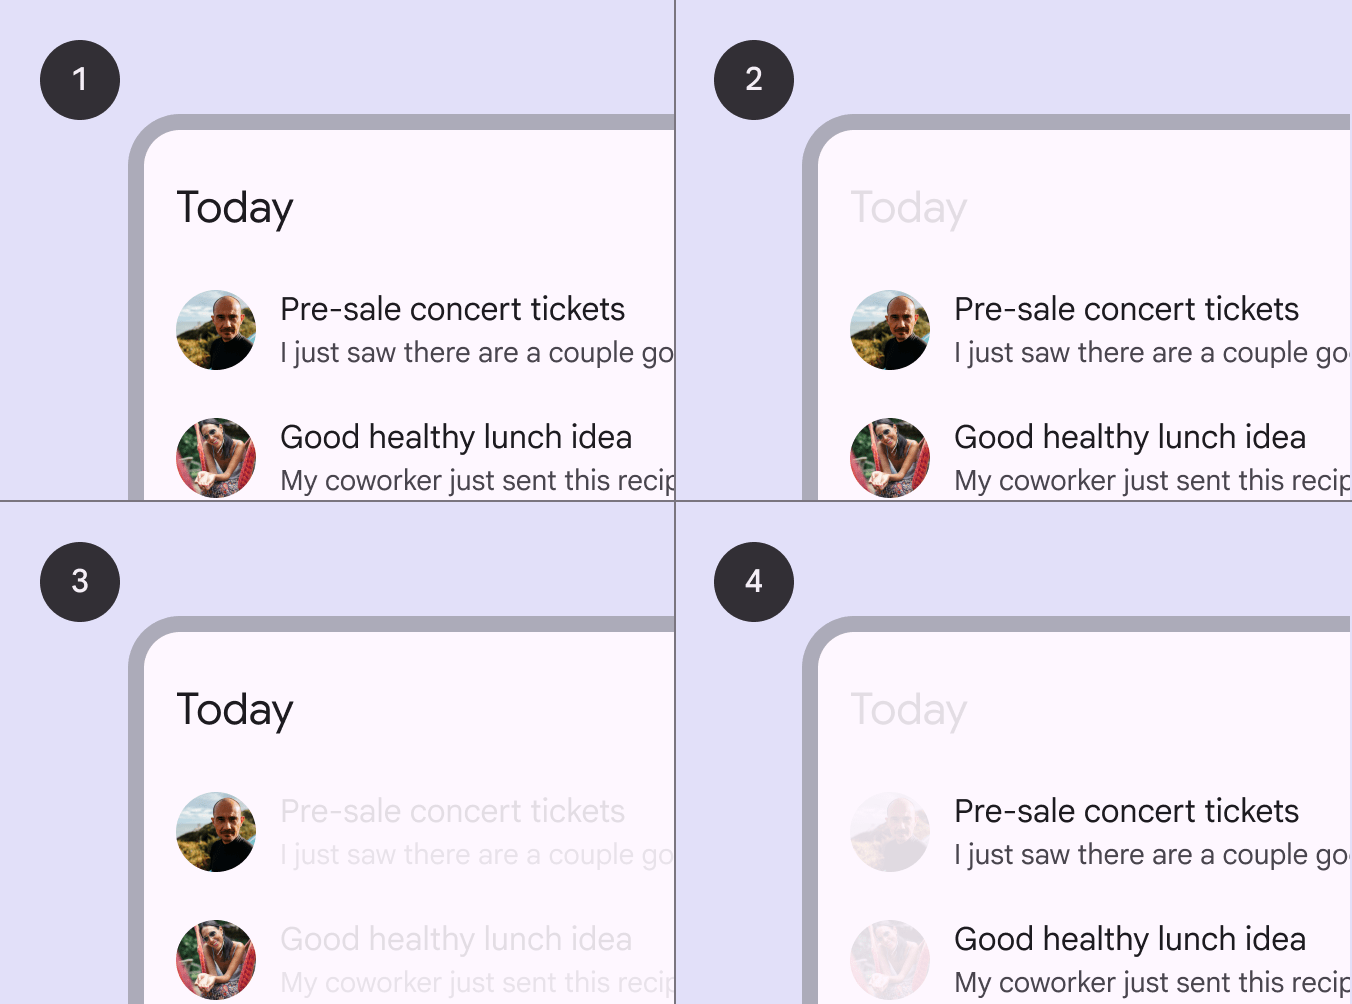 1
Today
Pre-sale concert tickets
I just saw there are a couple go
Good healthy lunch idea
My coworker just sent this recip
2
Today
Pre-sale concert tickets
I just saw there are a couple go
Good healthy lunch idea
My coworker just sent this recip
3
Today
Pre-sale concert tickets
I just saw there are a couple go
Good healthy lunch idea
My coworker just sent this recip
4
Today
Pre-sale concert tickets
I just saw there are a couple go
Good healthy lunch idea
My coworker just sent this recip